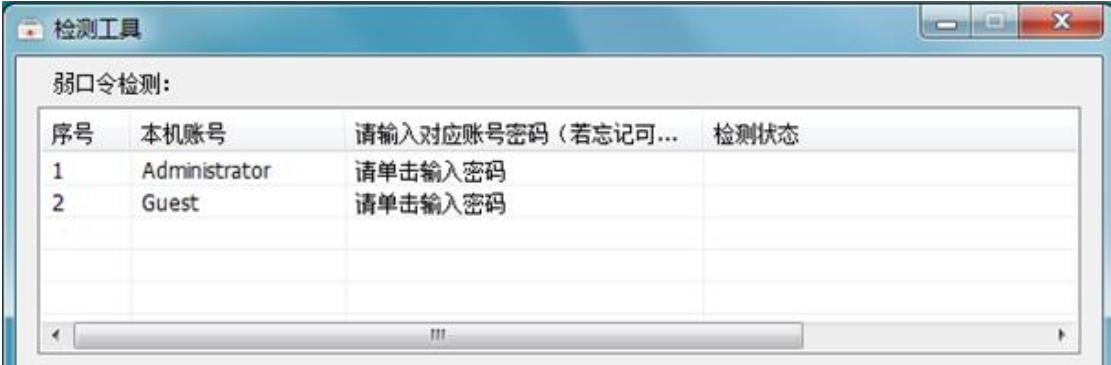 检测工具
弱口令检测：
序号 本机账号 请输入对应账号密码（若忘记可... 检测状态
1 Administrator 请单击输入密码
2 Guest 请单击输入密码